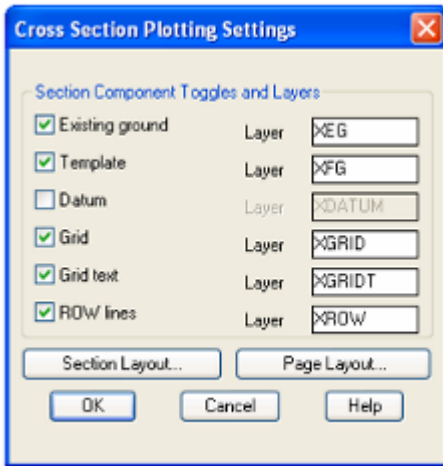 Cross Section Plotting Settings
Section Component Toggles and Layers
Existing ground Layer XEG
Template Layer XFG
Datum Layer XDATUM
Grid Layer XGRID
Grid text Layer XGRIDT
ROW lines Layer XROW
Section Layout... Page Layout...
OK Cancel Help